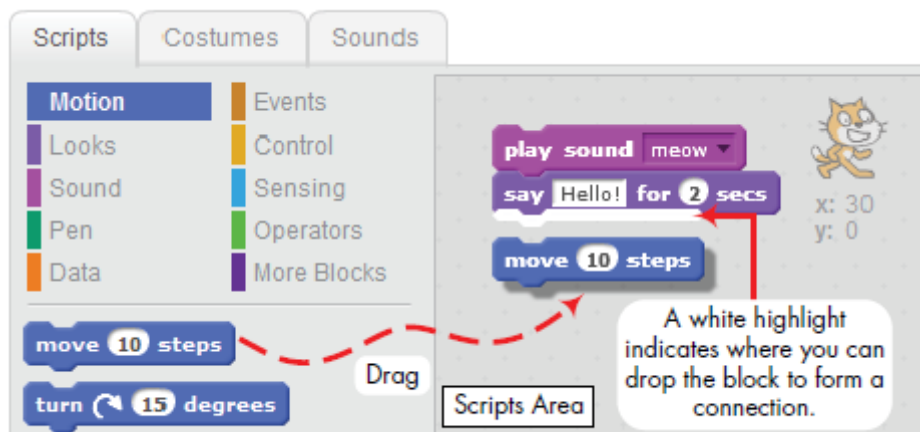 Scripts Costumes Sounds
Motion Events
Looks Control
Sound Sensing
Pen Operators
Data More Blocks
move 10 steps
turn 15 degrees
Drag
play sound meow
say Hello! for 2 secs
move 10 steps
x: 30
y: 0
Scripts Area
A white highlight
indicates where you can
drop the block to form a
connection.